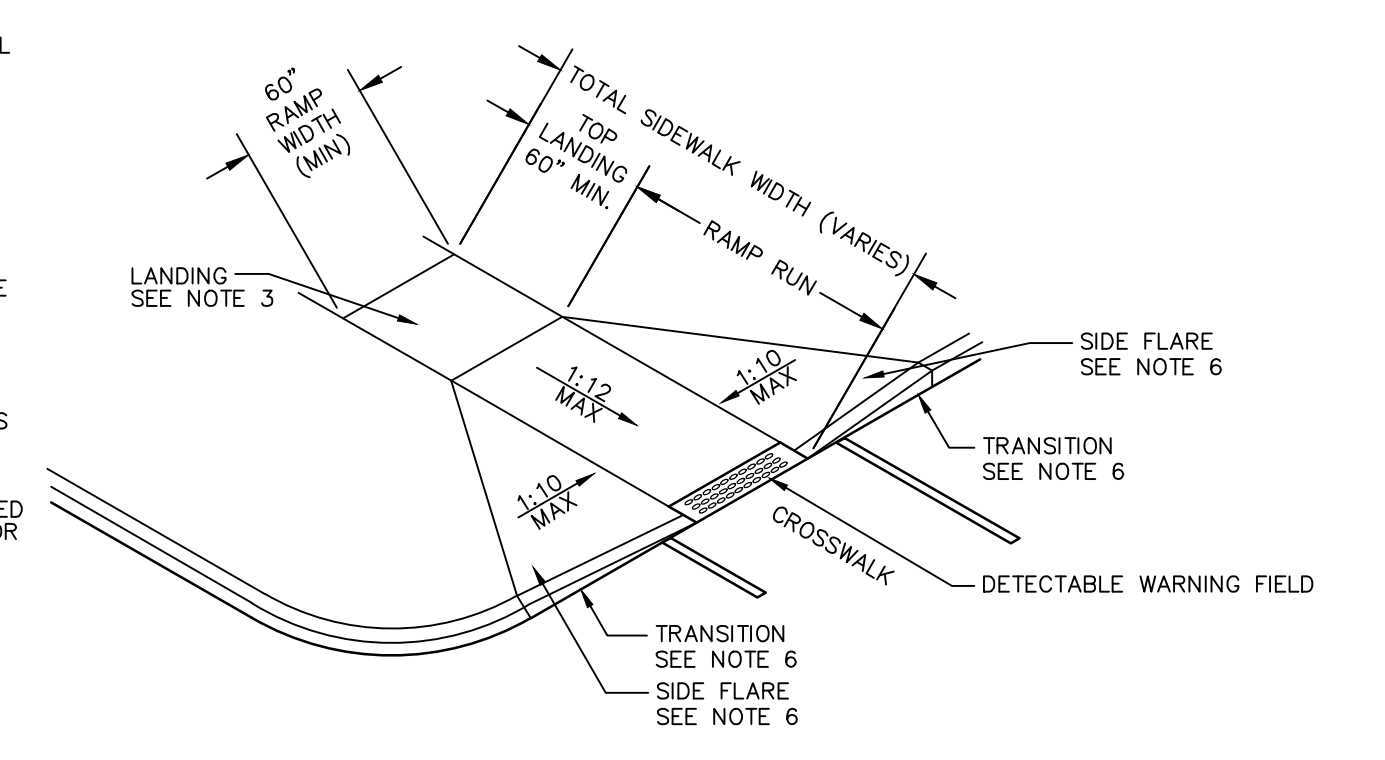 L
E
S
ED
OR
60"
RAMP
WIDTH
(MIN)
TOTAL SIDEWALK WIDTH (VARIES)
TOP
LANDING
60" MIN.
RAMP RUN
LANDING
SEE NOTE 3
1:12
MAX
1:10
MAX
1:10
MAX
SIDE FLARE
SEE NOTE 6
TRANSITION
SEE NOTE 6
CROSSWALK
DETECTABLE WARNING FIELD
TRANSITION
SEE NOTE 6
SIDE FLARE
SEE NOTE 6